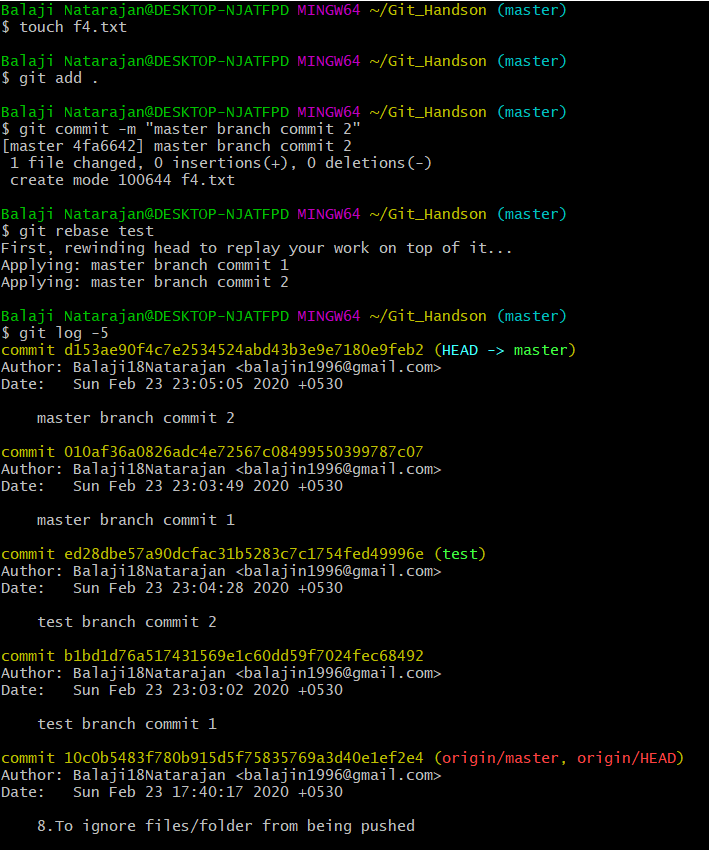 Balaji Natarajan@DESKTOP-NJATFPD MINGW64 ~/Git_Handson (master)
$ touch f4.txt
Balaji Natarajan@DESKTOP-NJATFPD MINGW64 ~/Git_Handson (master)
$ git add .
Balaji Natarajan@DESKTOP-NJATFPD MINGW64 ~/Git_Handson (master)
$ git commit -m "master branch commit 2"
[master 4fa6642] master branch commit 2
 1 file changed, 0 insertions(+), 0 deletions(-)
 create mode 100644 f4.txt
Balaji Natarajan@DESKTOP-NJATFPD MINGW64 ~/Git_Handson (master)
$ git rebase test
First, rewinding head to replay your work on top of it...
Applying: master branch commit 1
Applying: master branch commit 2
Balaji Natarajan@DESKTOP-NJATFPD MINGW64 ~/Git_Handson (master)
$ git log -5
commit d153ae90f4c7e2534524abd43b3e9e7180e9feb2 (HEAD -> master)
Author: Balaji18Natarajan <balajin1996@gmail.com>
Date:   Sun Feb 23 23:05:05 2020 +0530
    master branch commit 2
commit 010af36a0826adc4e72567c08499550399787c07
Author: Balaji18Natarajan <balajin1996@gmail.com>
Date:   Sun Feb 23 23:03:49 2020 +0530
    master branch commit 1
commit ed28dbe57a90dcfac31b5283c7c1754fed49996e (test)
Author: Balaji18Natarajan <balajin1996@gmail.com>
Date:   Sun Feb 23 23:04:28 2020 +0530
    test branch commit 2
commit b1bd1d76a517431569e1c60dd59f7024fec68492
Author: Balaji18Natarajan <balajin1996@gmail.com>
Date:   Sun Feb 23 23:03:02 2020 +0530
    test branch commit 1
commit 10c0b5483f780b915d5f75835769a3d40e1ef2e4 (origin/master, origin/HEAD)
Author: Balaji18Natarajan <balajin1996@gmail.com>
Date:   Sun Feb 23 17:40:17 2020 +0530
    8.To ignore files/folder from being pushed